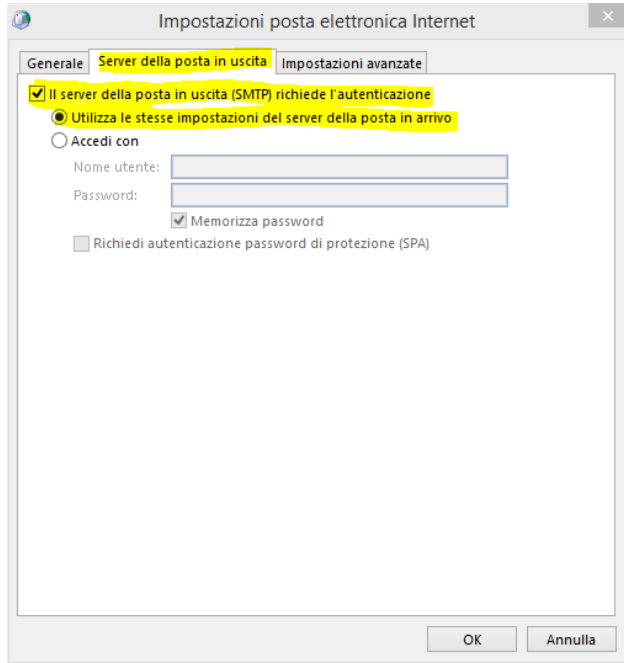 Impostazioni posta elettronica Internet
Generale Server della posta in uscita Impostazioni avanzate
Il server della posta in uscita (SMTP) richiede l'autenticazione
Utilizza le stesse impostazioni del server della posta in arrivo
Accedi con
Nome utente:
Password:
Memorizza password
Richiedi autenticazione password di protezione (SPA)
OK Annulla